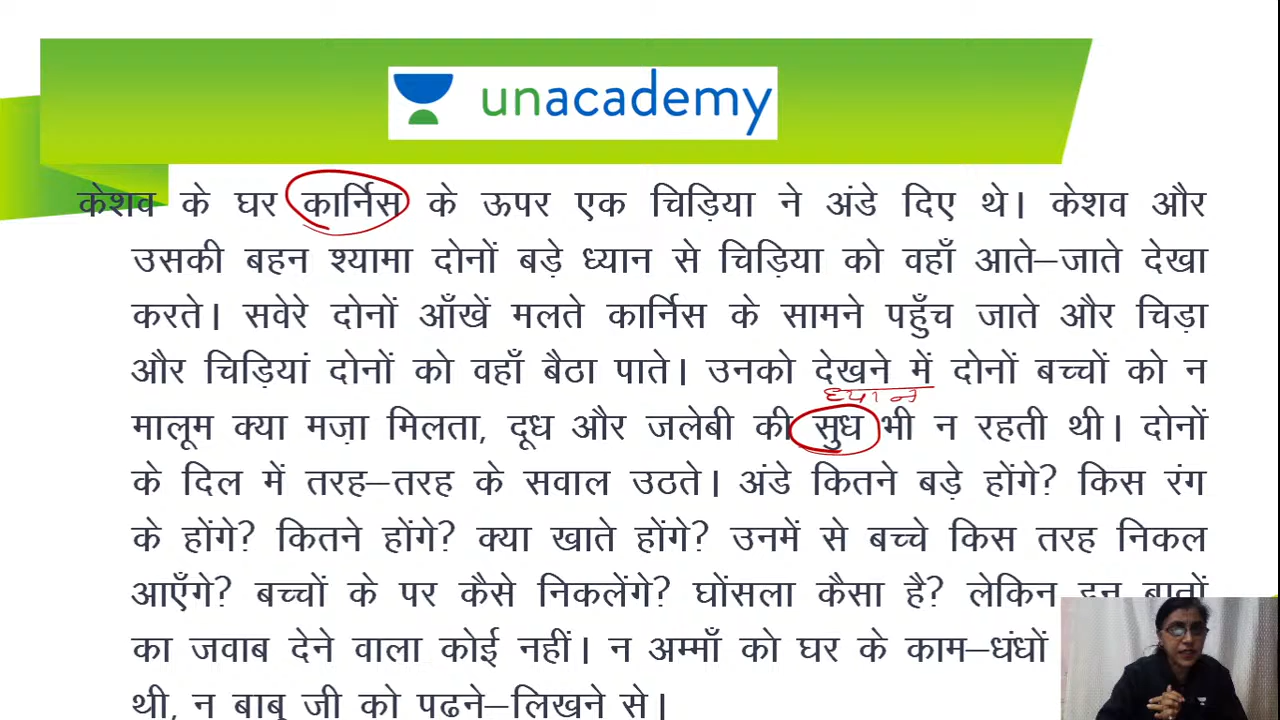 unacademy
केशव के घर कार्निस के ऊपर एक चिड़िया ने अंडे दिए थे। केशव और
उसकी बहन श्यामा दोनों बड़े ध्यान से चिड़िया को वहाँ आते–जाते देखा
करते। सवेरे दोनों आँखें मलते कार्निस के सामने पहुँच जाते और चिड़ा
और चिड़ियां दोनों को वहाँ बैठा पाते। उनको देखने में दोनों बच्चों को न
ध्यान
मालूम क्या मज़ा मिलता, दूध और जलेबी की सुध भी न रहती थी। दोनों
के दिल में तरह–तरह के सवाल उठते। अंडे कितने बड़े होंगे? किस रंग
के होंगे? कितने होंगे? क्या खाते होंगे? उनमें से बच्चे किस तरह निकल
आएँगे? बच्चों के पर कैसे निकलेंगे? घोंसला कैसा है? लेकिन इन बातों
का जवाब देने वाला कोई नहीं। न अम्माँ को घर के काम–धंधों
थी, न बाबू जी को पढने–लिखने से।